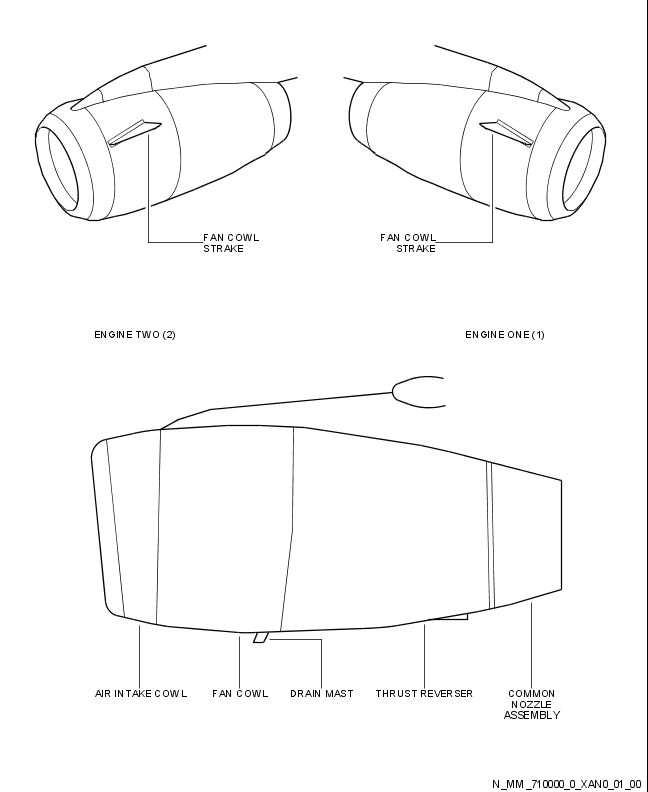 FAN COWL
STRAKE
FAN COWL
STRAKE
ENGINE TWO (2)
ENGINE ONE (1)
AIR INTAKE COWL
FAN COWL
DRAIN MAST
THRUST REVERSER
COMMON
NOZZLE
ASSEMBLY
N_MM_710000_0_XAN0_01_00